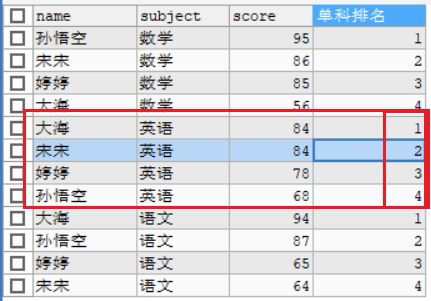 name subject score 单科排名
孙悟空 数学 95 1
宋宋 数学 86 2
婷婷 数学 85 3
大海 数学 56 4
大海 英语 84 1
宋宋 英语 84 2
婷婷 英语 78 3
孙悟空 英语 68 4
大海 语文 94 1
孙悟空 语文 87 2
婷婷 语文 65 3
宋宋 语文 64 4